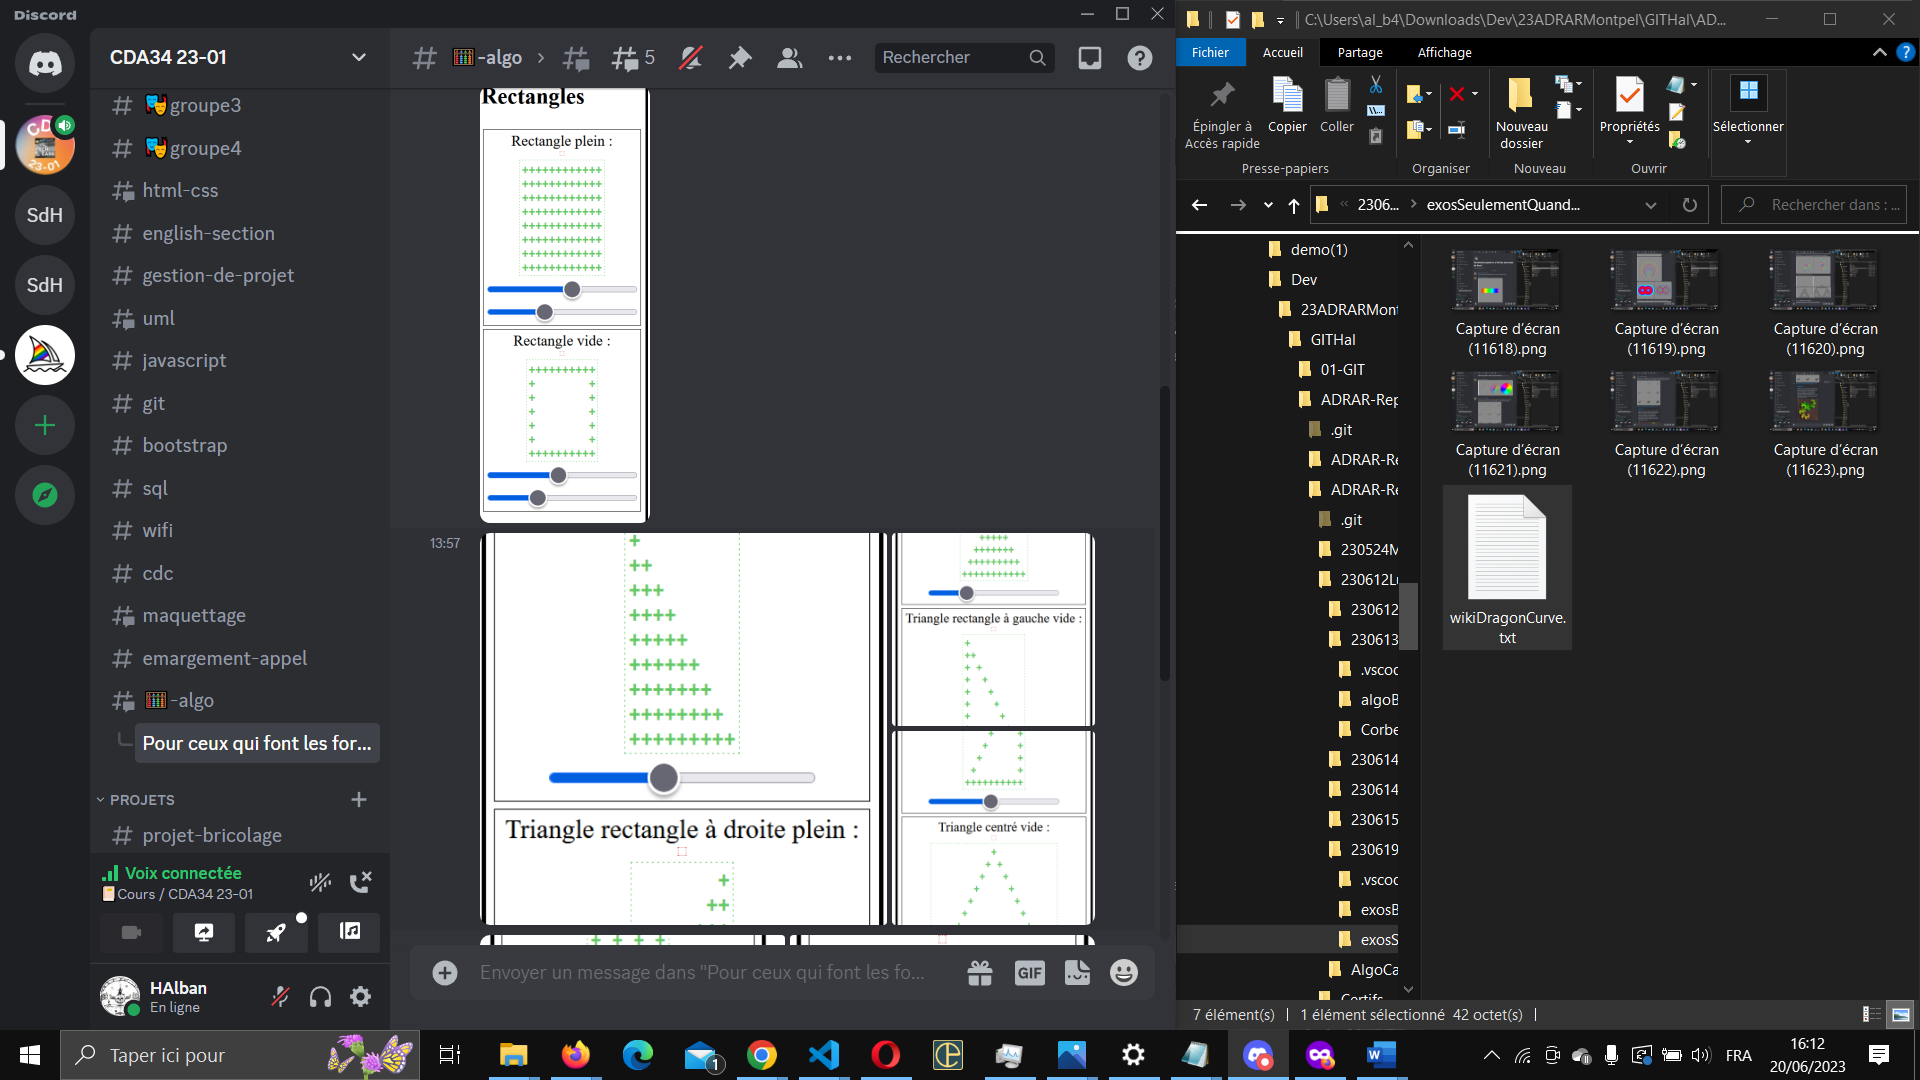 Discord
CDA34 23-01
groupe3
groupe4
html-css
english-section
gestion-de-projet
uml
javascript
git
bootstrap
sql
wifi
cdc
maquettage
emargement-appel
-algo
Pour ceux qui font les for...
PROJETS
projet-bricolage
Voix connectée
Cours / CDA34 23-01
HAlban
En ligne
SdH
SdH
CD
23-01
-algo
5
Rechercher
Rectangles
Rectangle plein :
+++++++++++++
+++++++++++++
+++++++++++++
+++++++++++++
+++++++++++++
+++++++++++++
+++++++++++++
+++++++++++++
Rectangle vide :
++++++++++
+ +
+ +
+ +
+ +
+ +
++++++++++
13:57
+
++
+++
++++
+++++
++++++
+++++++
++++++++
+++++++++
Triangle rectangle à droite plein :
+
++
Triangle rectangle à gauche vide :
Triangle centré vide :
Envoyer un message dans "Pour ceux qui font les fo...
GIF
C:\Users\al_b4\Downloads\Dev\23ADRARMontpel\GITHal\AD...
Fichier
Accueil
Partage
Affichage
Épingler à
Accès rapide
Copier
Coller
Presse-papiers
Organiser
Nouveau
dossier
Nouveau
Propriétés
Ouvrir
Sélectionner
2306...
exosSeulementQuand...
Rechercher dans : ...
demo(1)
Dev
23ADRARMont
GITHal
01-GIT
ADRAR-Rep
.git
ADRAR-Re
ADRAR-Re
.git
230524M
230612Lu
230612
230613
.vscoc
algoB
Corbe
230614
230614
230615
230619
.vscoc
exosB
exosS
AlgoCa
Certifs
Capture d’écran
(11618).png
Capture d’écran
(11619).png
Capture d’écran
(11620).png
Capture d’écran
(11621).png
Capture d’écran
(11622).png
Capture d’écran
(11623).png
wikiDragonCurve.
txt
7 élément(s)
1 élément sélectionné 42 octet(s)
Taper ici pour
1
FRA
16:12
20/06/2023